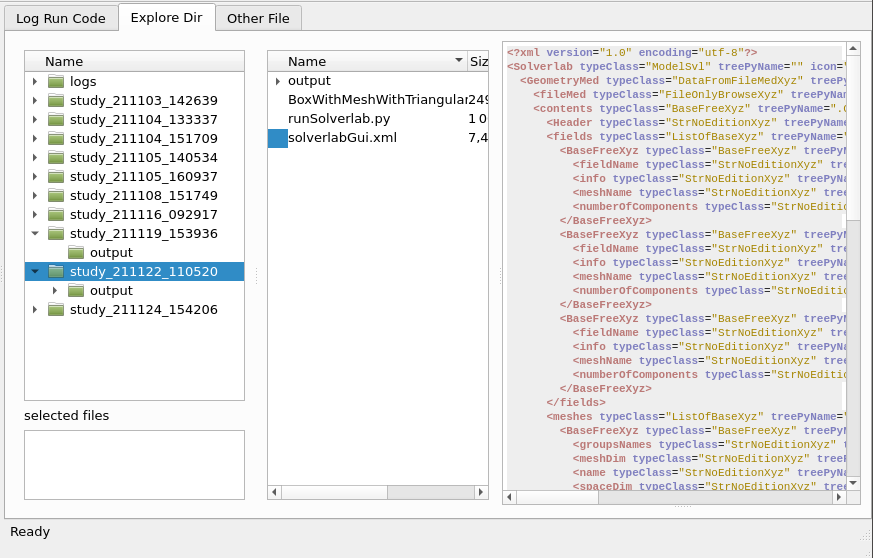 Log Run Code
Explore Dir
Other File
Name
logs
study_211103_142639
study_211104_133337
study_211104_151709
study_211105_140534
study_211105_160937
study_211108_151749
study_211116_092917
study_211119_153936
output
study_211122_110520
output
study_211124_154206
selected files
Name Siz
output
BoxWithMeshWithTriangular 249
runSolverlab.py 1 0
solverlabGui.xml 7,4
<?xml version="1.0" encoding="utf-8"?>
<Solverlab typeClass="ModelSvl" treePyName="" icon="
<GeometryMed typeClass="DataFromFileMedXyz" treePy
<fileMed typeClass="FileOnlyBrowseXyz" treePyName=
<contents typeClass="BaseFreeXyz" treePyName=".
<Header typeClass="StrNoEditionXyz" treePyName
<fields typeClass="ListOfBaseXyz" treePyName="
<BaseFreeXyz typeClass="BaseFreeXyz" treePyN
<fieldName typeClass="StrNoEditionXyz" tre
<info typeClass="StrNoEditionXyz" treePyNa
<meshName typeClass="StrNoEditionXyz" tree
<numberOfComponents typeClass="StrNoEditio
</BaseFreeXyz>
<BaseFreeXyz typeClass="BaseFreeXyz" treePyN
<fieldName typeClass="StrNoEditionXyz" tre
<info typeClass="StrNoEditionXyz" treePyNa
<meshName typeClass="StrNoEditionXyz" tree
<numberOfComponents typeClass="StrNoEditio
</BaseFreeXyz>
<BaseFreeXyz typeClass="BaseFreeXyz" treePyN
<fieldName typeClass="StrNoEditionXyz" tre
<info typeClass="StrNoEditionXyz" treePyNa
<meshName typeClass="StrNoEditionXyz" tree
<numberOfComponents typeClass="StrNoEditio
</BaseFreeXyz>
</fields>
<meshes typeClass="ListOfBaseXyz" treePyName="
<BaseFreeXyz typeClass="BaseFreeXyz" treePyN
<groupsNames typeClass="StrNoEditionXyz" t
<meshDim typeClass="StrNoEditionXyz" treeP
<name typeClass="StrNoEditionXyz" treePyNa
<spaceDim typeClass="StrNoEditionXyz" tree
Ready